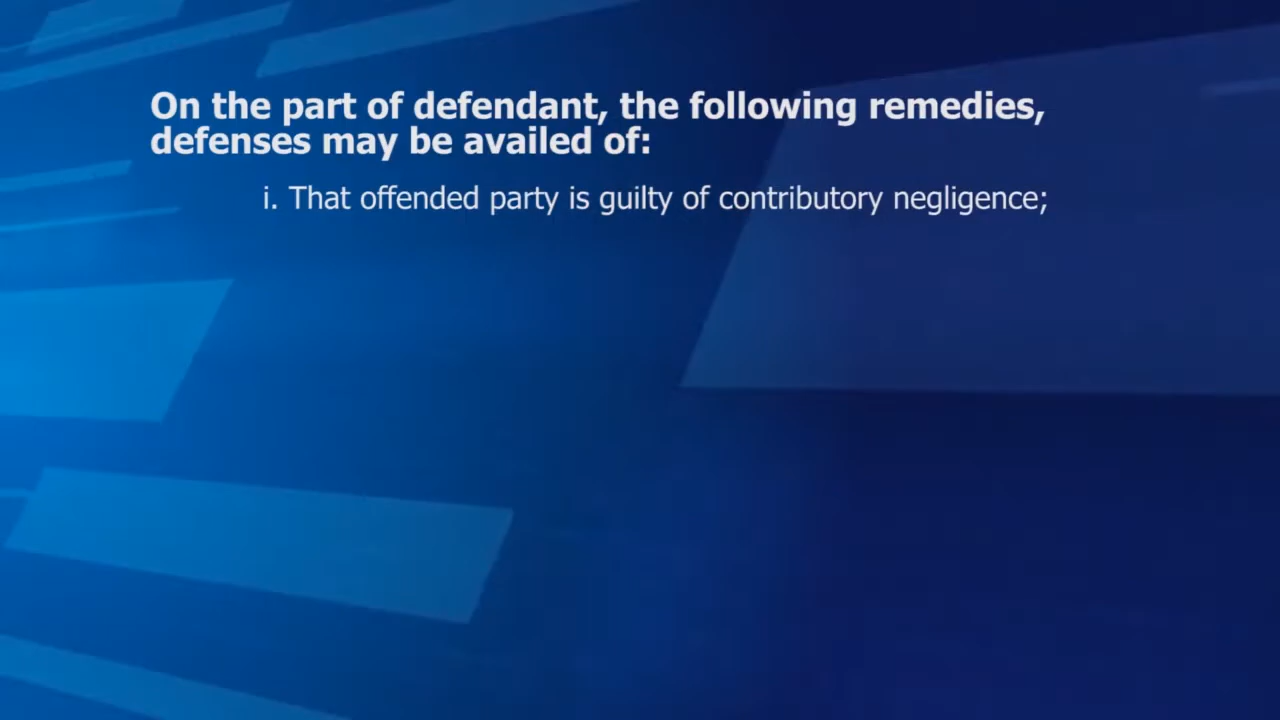 On the part of defendant, the following remedies,
defenses may be availed of:
i. That offended party is guilty of contributory negligence;